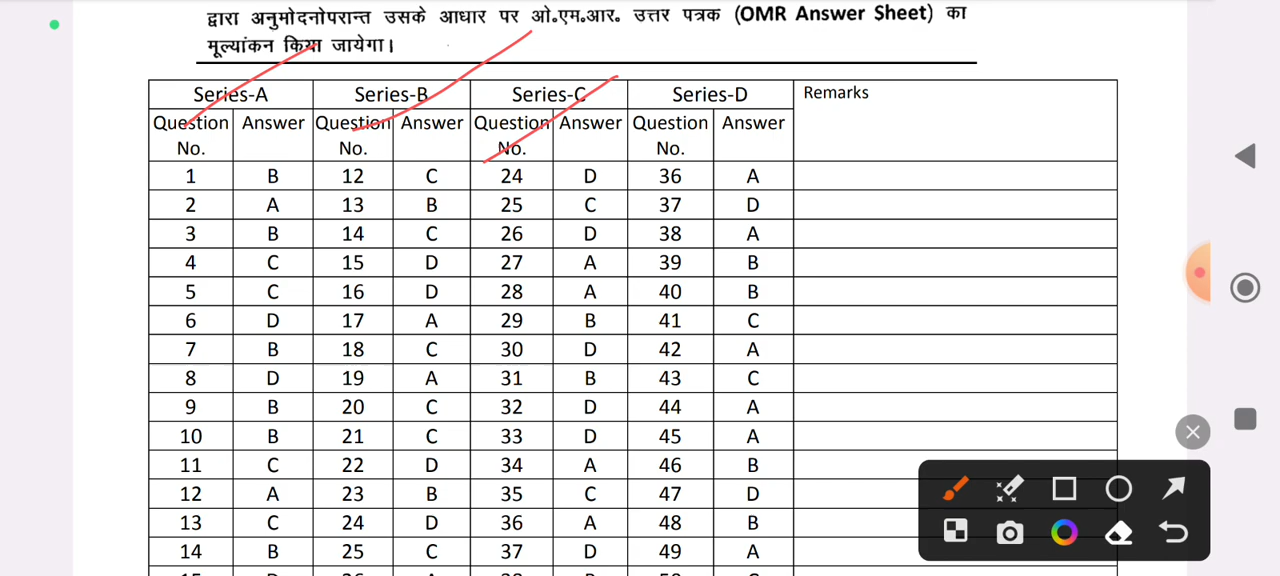 द्वारा अनुमोदनोपरान्त उसके आधार पर ओ.एम.आर. उत्तर पत्रक (OMR Answer Sheet) का
मूल्यांकन किया जायेगा।
Series-A Series-B Series-C Series-D Remarks
Question No. Answer Question No. Answer Question No. Answer Question No. Answer
1 B 12 C 24 D 36 A
2 A 13 B 25 C 37 D
3 B 14 C 26 D 38 A
4 C 15 D 27 A 39 B
5 C 16 D 28 A 40 B
6 D 17 A 29 B 41 C
7 B 18 C 30 D 42 A
8 D 19 A 31 B 43 C
9 B 20 C 32 D 44 A
10 B 21 C 33 D 45 A
11 C 22 D 34 A 46 B
12 A 23 B 35 C 47 D
13 C 24 D 36 A 48 B
14 B 25 C 37 D 49 A